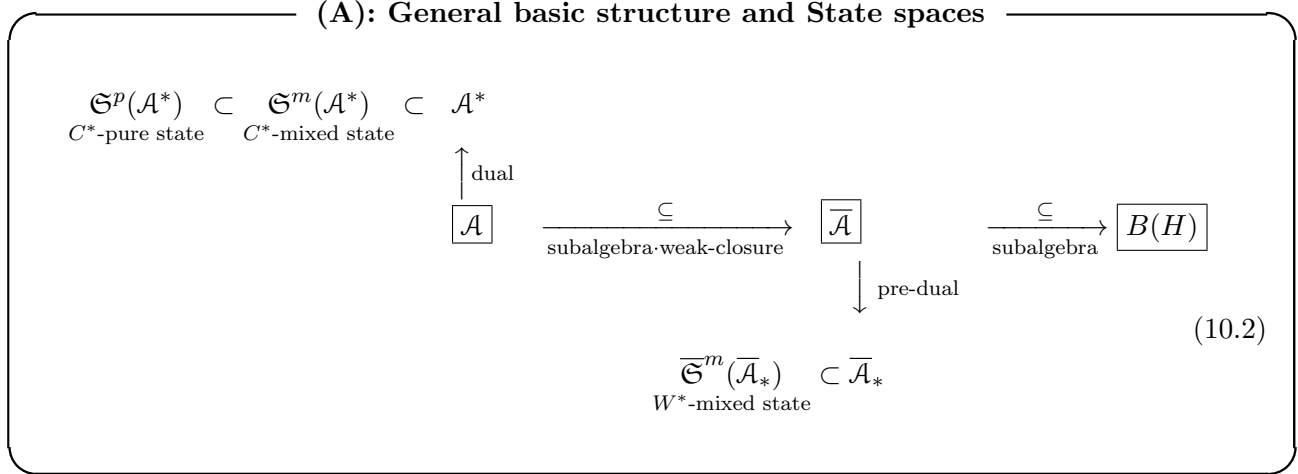 (A): General basic structure and State spaces
𝔖ᵖ(𝒜*) ⊂ 𝔖ᵐ(𝒜*) ⊂ 𝒜*
C*-pure state C*-mixed state
↑ dual
𝒜 ⊆ 𝒜̅ ⊆ B(H)
subalgebra·weak-closure subalgebra
↓ pre-dual
(10.2)
𝔖̅ᵐ(𝒜̅₎ₓ) ⊂ 𝒜̅∗
W*-mixed state